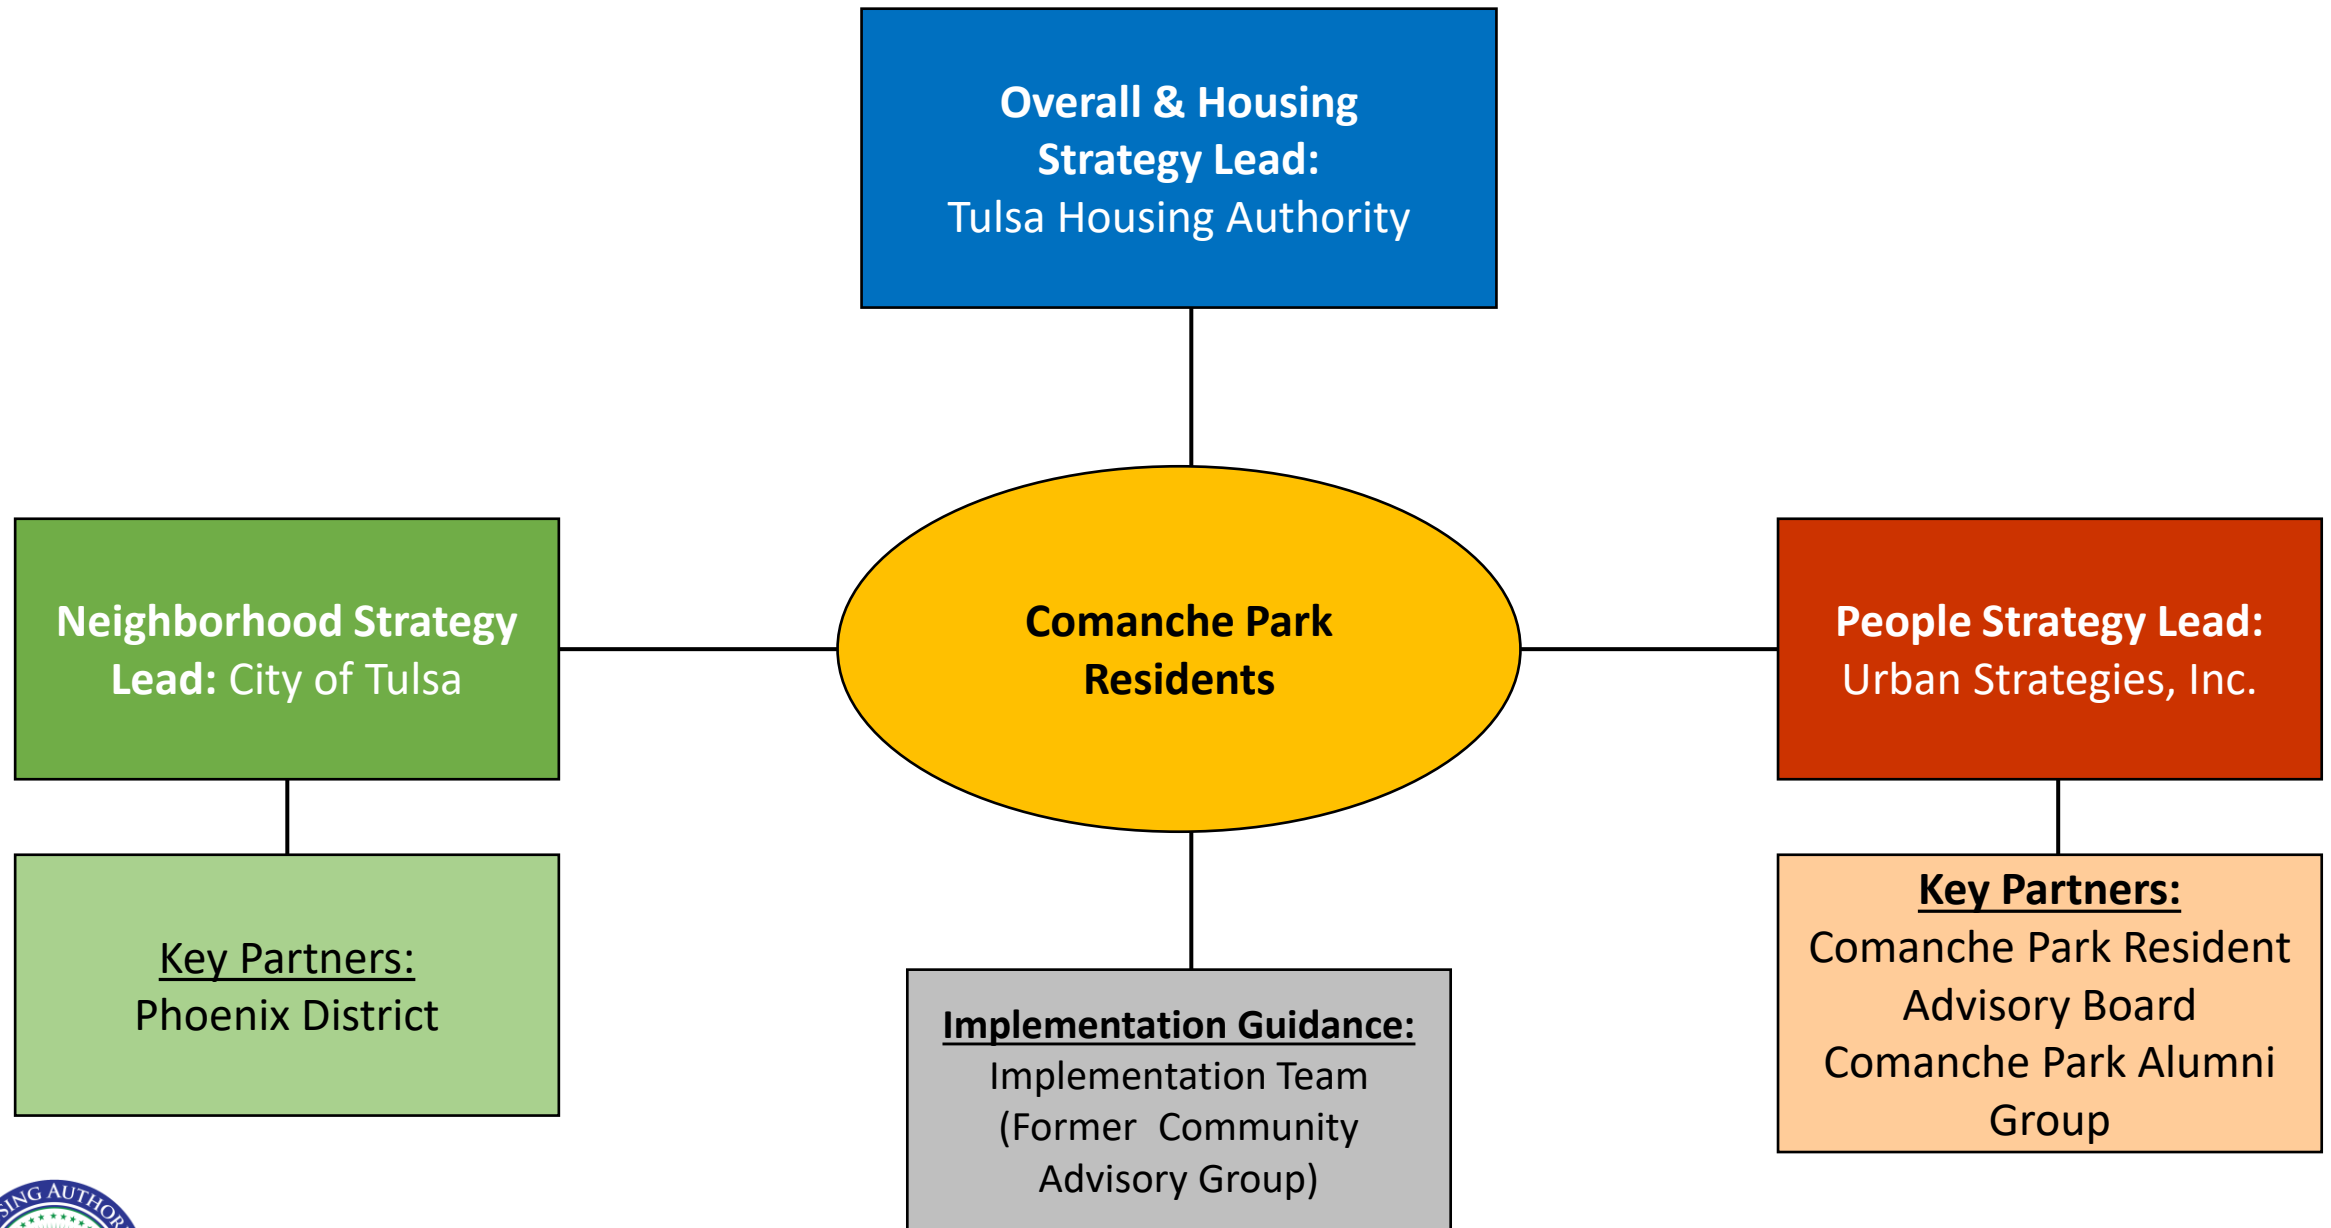 Overall & Housing
Strategy Lead:
Tulsa Housing Authority
Neighborhood Strategy
Lead: City of Tulsa
Comanche Park
Residents
People Strategy Lead:
Urban Strategies, Inc.
Key Partners:
Phoenix District
Implementation Guidance:
Implementation Team
(Former Community
Advisory Group)
Key Partners:
Comanche Park Resident
Advisory Board
Comanche Park Alumni
Group